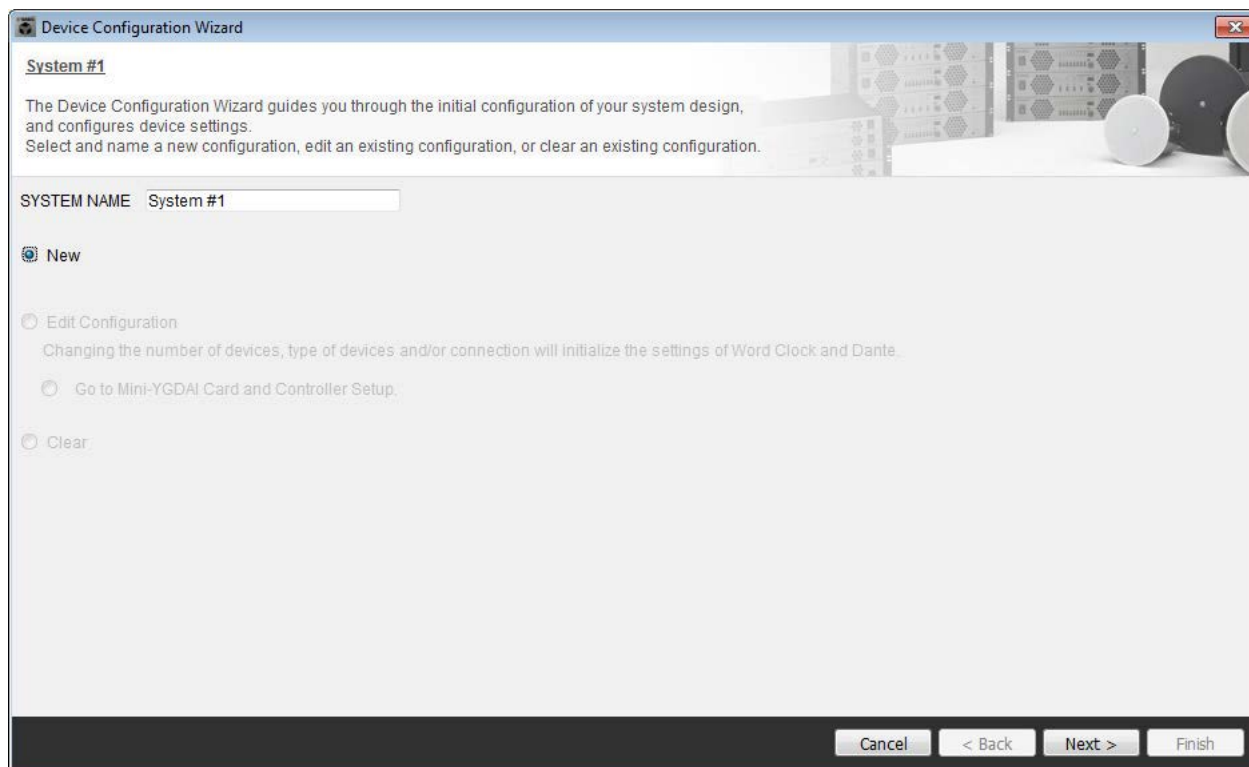 Device Configuration Wizard
System #1
The Device Configuration Wizard guides you through the initial configuration of your system design,
and configures device settings.
Select and name a new configuration, edit an existing configuration, or clear an existing configuration.
SYSTEM NAME System #1
New
Edit Configuration
Changing the number of devices, type of devices and/or connection will initialize the settings of Word Clock and Dante.
Go to Mini-YGDAI Card and Controller Setup.
Clear
Cancel < Back Next > Finish